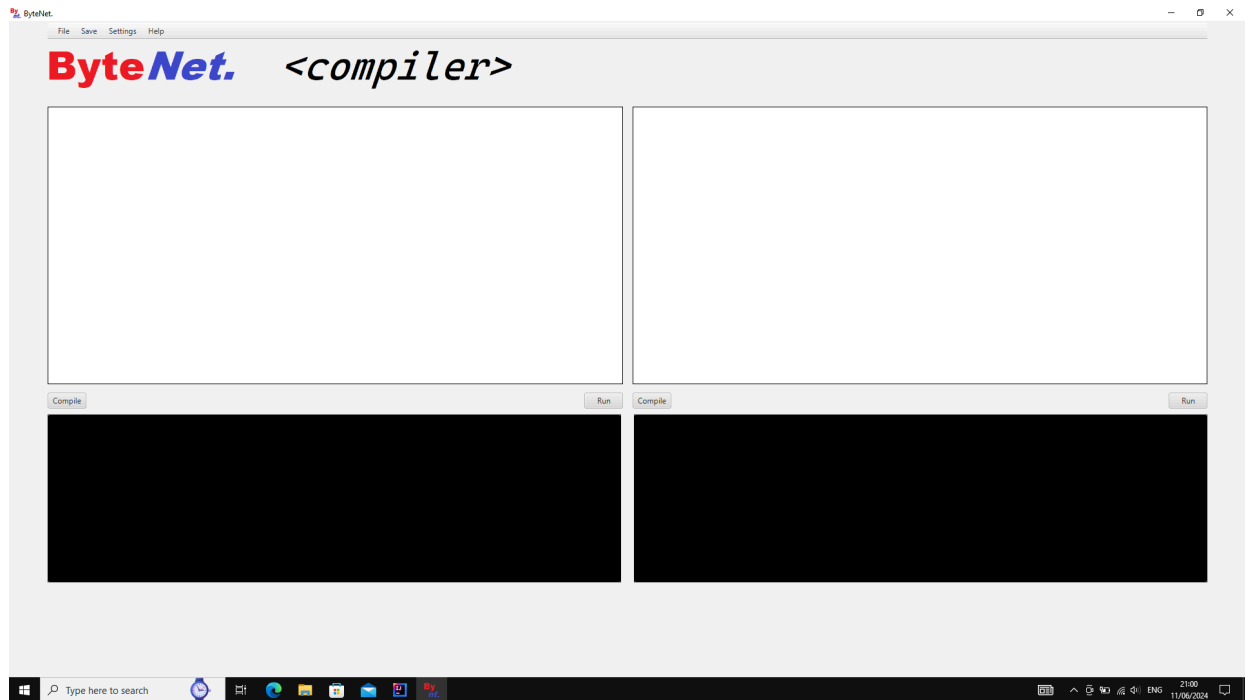 ByteNet.
File Save Settings Help
ByteNet. <compiler>
Compile Run Compile Run
Type here to search
ENG
21:00
11/06/2024